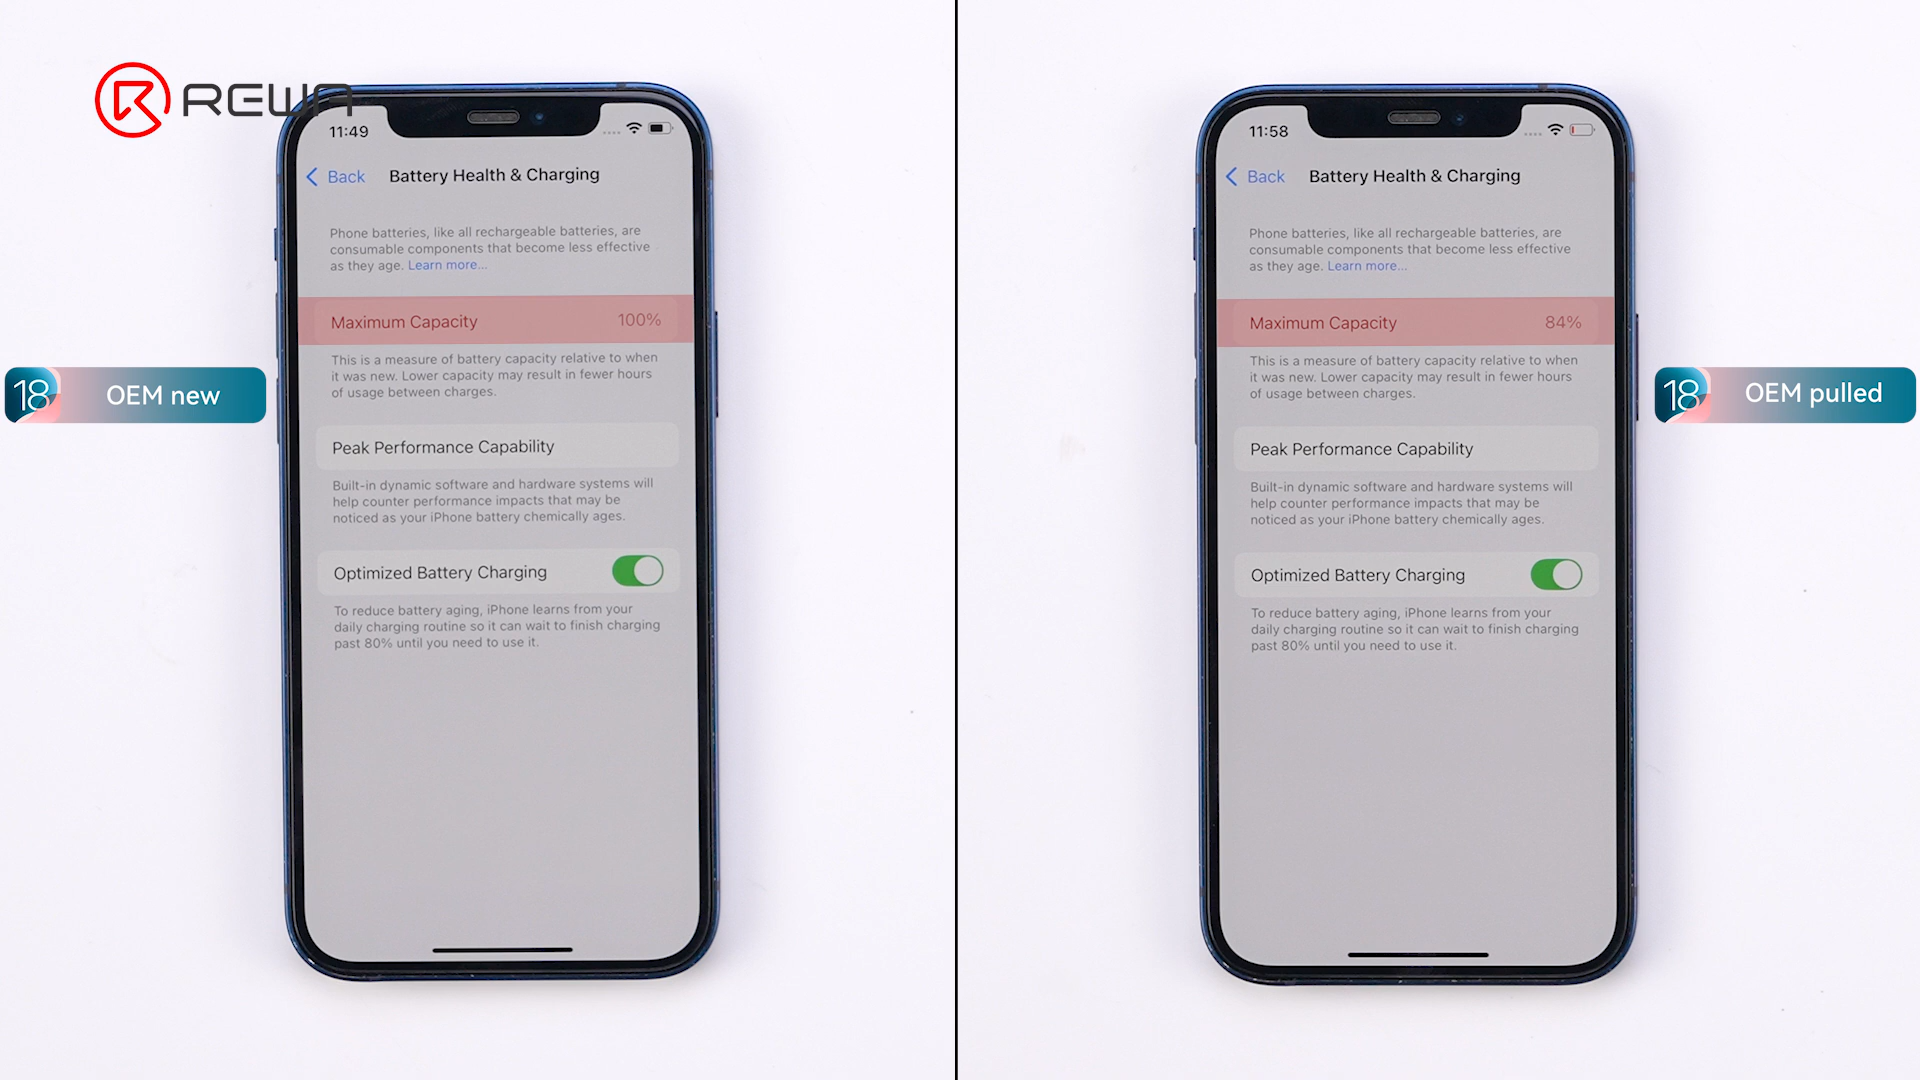 REWA
11:49
Back Battery Health & Charging
Phone batteries, like all rechargeable batteries, are
consumable components that become less effective
as they age. Learn more...
Maximum Capacity 100%
This is a measure of battery capacity relative to when
it was new. Lower capacity may result in fewer hours
of usage between charges.
Peak Performance Capability
Built-in dynamic software and hardware systems will
help counter performance impacts that may be
noticed as your iPhone battery chemically ages.
Optimized Battery Charging
To reduce battery aging, iPhone learns from your
daily charging routine so it can wait to finish charging
past 80% until you need to use it.
18 OEM new
11:58
Back Battery Health & Charging
Phone batteries, like all rechargeable batteries, are
consumable components that become less effective
as they age. Learn more...
Maximum Capacity 84%
This is a measure of battery capacity relative to when
it was new. Lower capacity may result in fewer hours
of usage between charges.
Peak Performance Capability
Built-in dynamic software and hardware systems will
help counter performance impacts that may be
noticed as your iPhone battery chemically ages.
Optimized Battery Charging
To reduce battery aging, iPhone learns from your
daily charging routine so it can wait to finish charging
past 80% until you need to use it.
18 OEM pulled